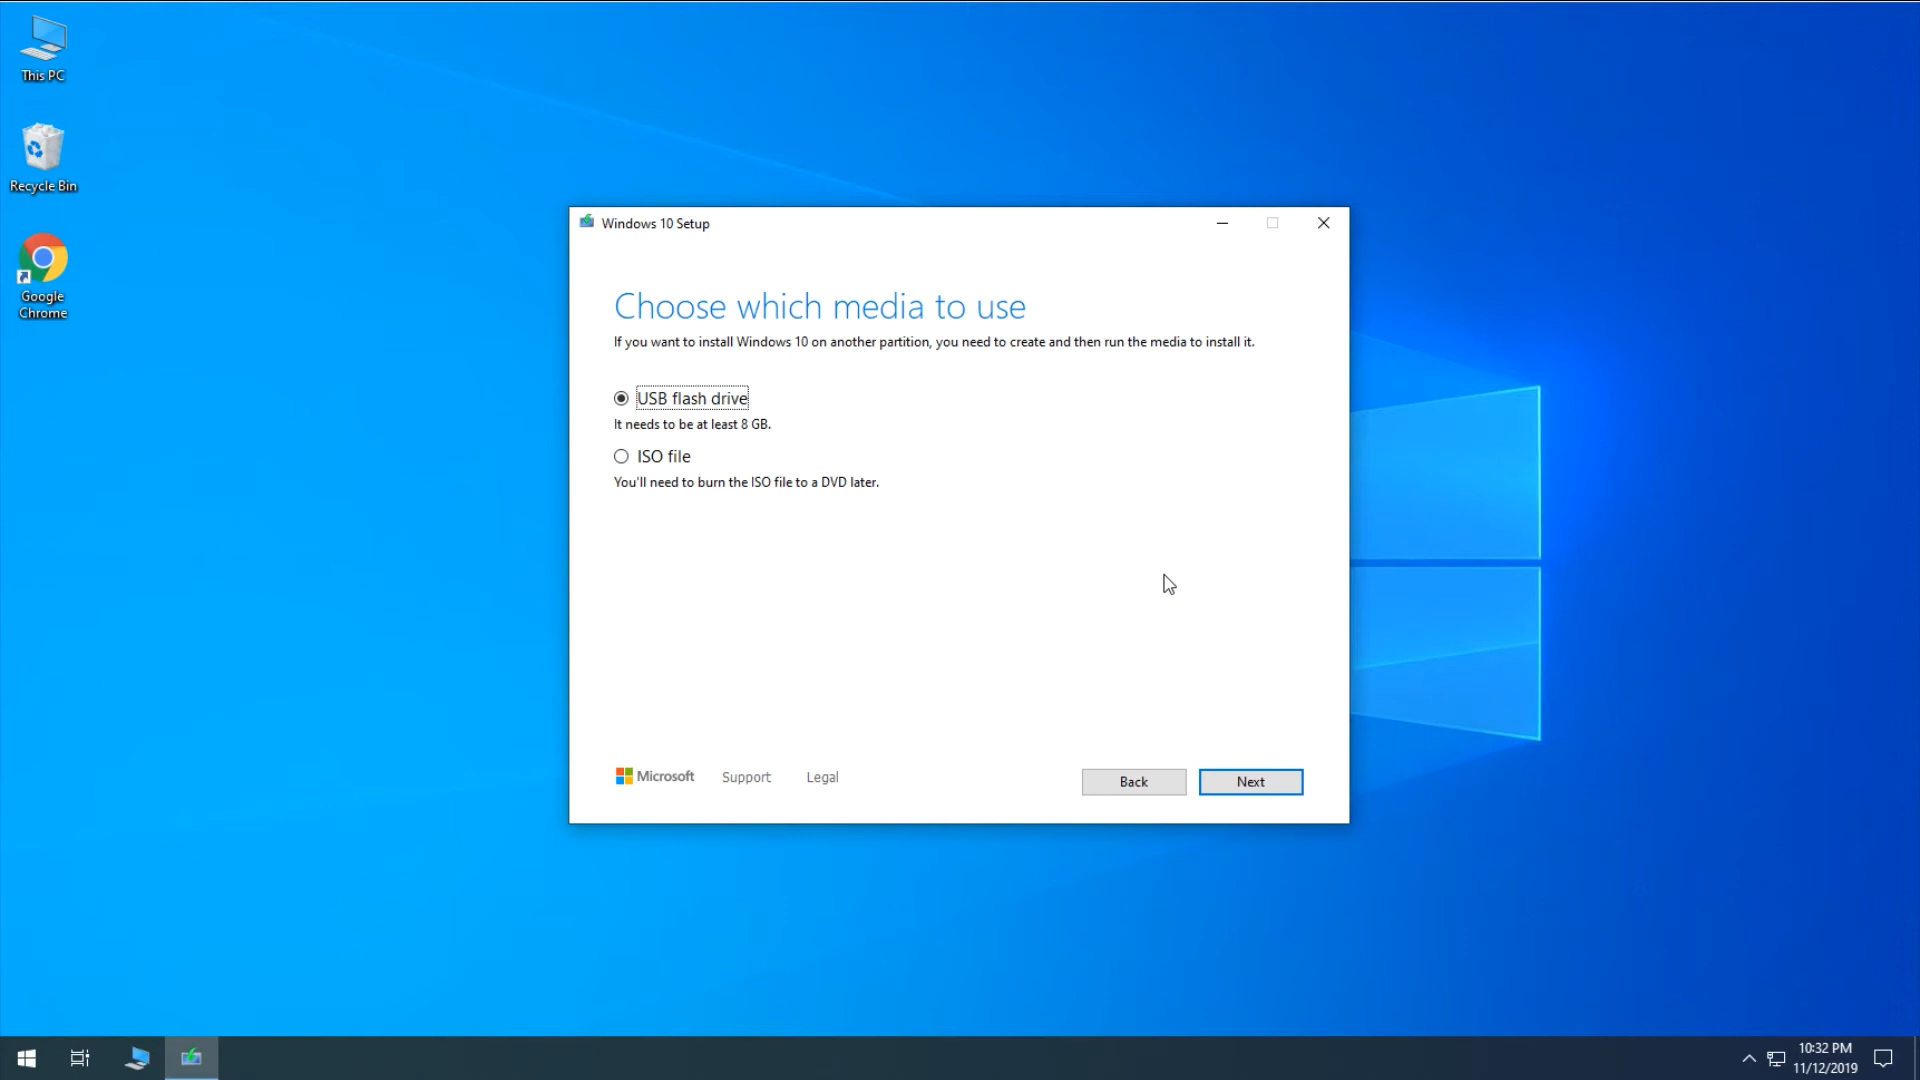 This PC
Recycle Bin
Google
Chrome
Windows 10 Setup
Choose which media to use
If you want to install Windows 10 on another partition, you need to create and then run the media to install it.
USB flash drive
It needs to be at least 8 GB.
ISO file
You'll need to burn the ISO file to a DVD later.
Microsoft Support Legal
Back Next
10:32 PM
11/12/2019